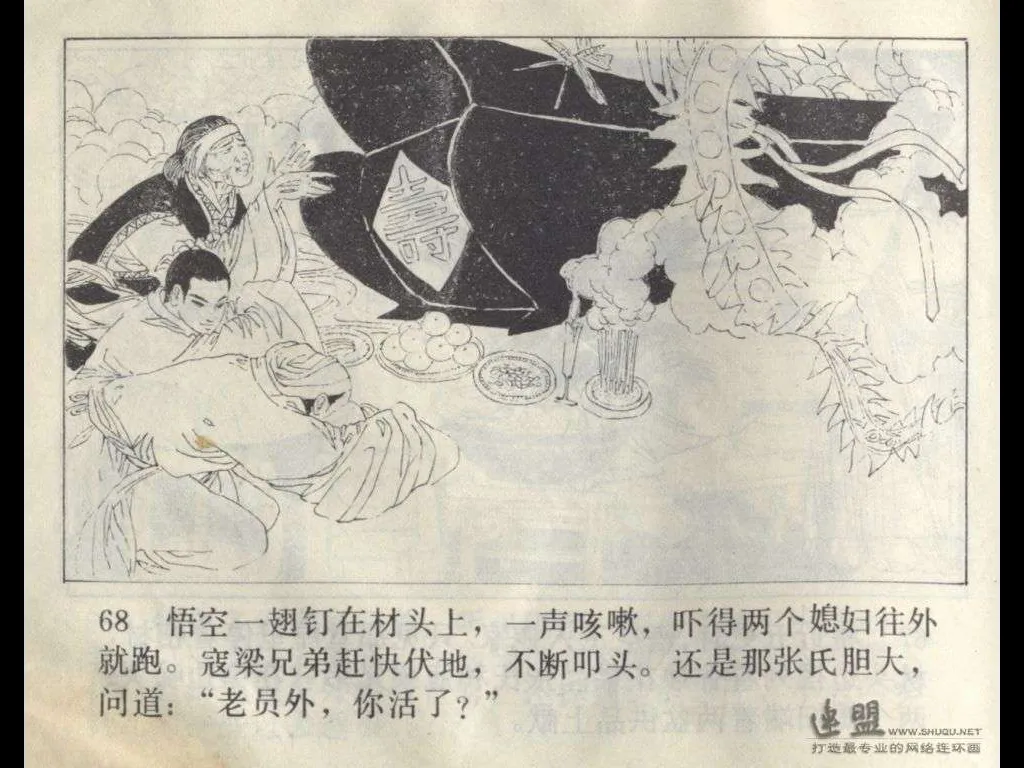 壽
68 悟空一翅钉在材头上，一声咳嗽，吓得两个媳妇往外
就跑。寇梁兄弟赶快伏地，不断叩头。还是那张氏胆大，
问道：“老员外，你活了？”
连盟 WWW.SHUQU.NET
打造最专业的网络连环画